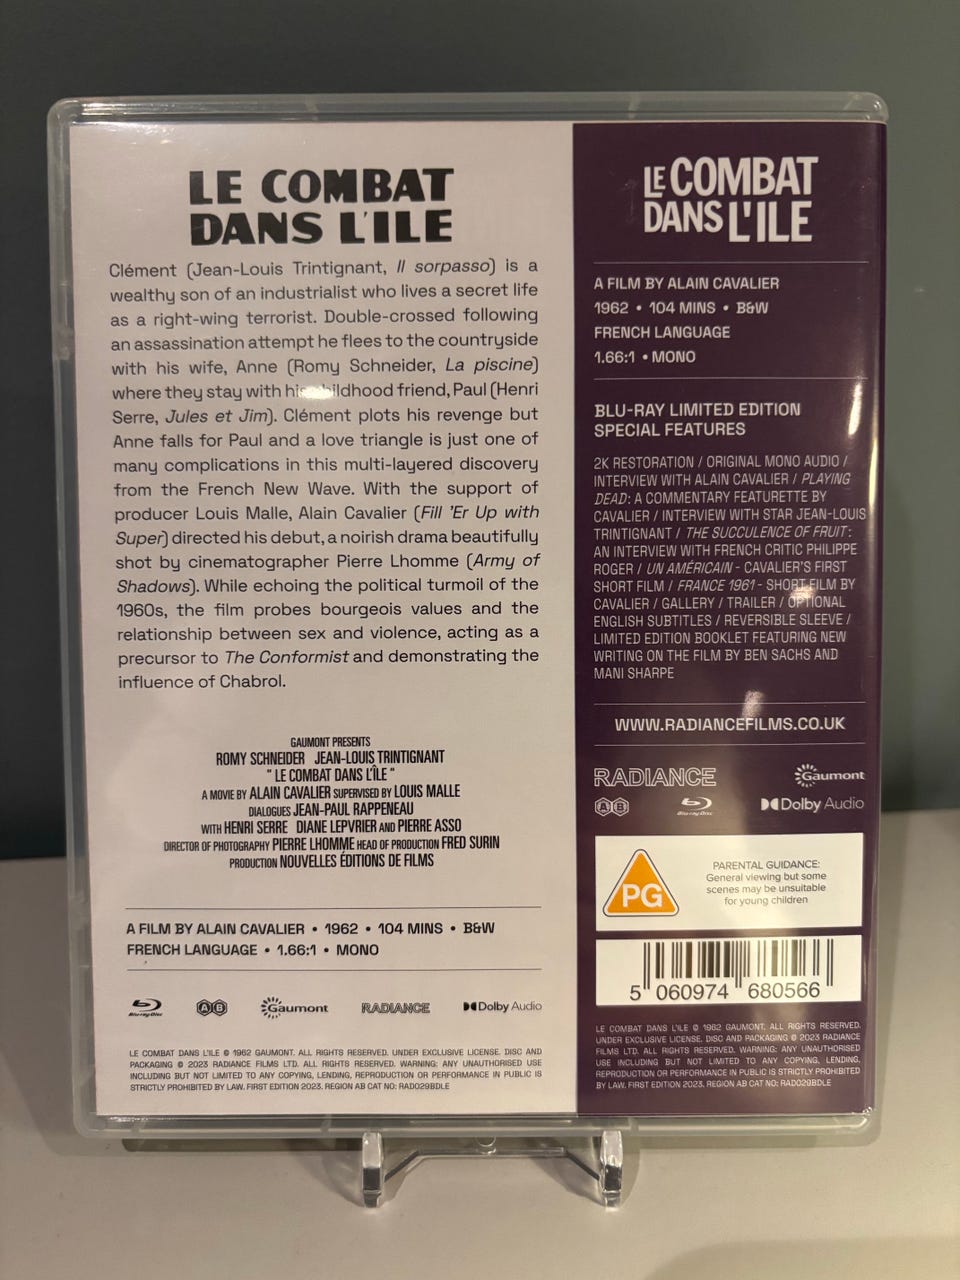 LE COMBAT
DANS L'ILE
Clément (Jean-Louis Trintignant, Il sorpasso) is a
wealthy son of an industrialist who lives a secret life
as a right-wing terrorist. Double-crossed following
an assassination attempt he flees to the countryside
with his wife, Anne (Romy Schneider, La piscine)
where they stay with his childhood friend, Paul (Henri
Serre, Jules et Jim). Clément plots his revenge but
Anne falls for Paul and a love triangle is just one of
many complications in this multi-layered discovery
from the French New Wave. With the support of
producer Louis Malle, Alain Cavalier (Fill 'Er Up with
Super) directed his debut, a noirish drama beautifully
shot by cinematographer Pierre Lhomme (Army of
Shadows). While echoing the political turmoil of the
1960s, the film probes bourgeois values and the
relationship between sex and violence, acting as a
precursor to The Conformist and demonstrating the
influence of Chabrol.
GAUMONT PRESENTS
ROMY SCHNEIDER JEAN-LOUIS TRINTIGNANT
" LE COMBAT DANS L'ÎLE "
A MOVIE BY ALAIN CAVALIER SUPERVISED BY LOUIS MALLE
DIALOGUES JEAN-PAUL RAPPENEAU
WITH HENRI SERRE DIANE LEPVRIER AND PIERRE ASSO
DIRECTOR OF PHOTOGRAPHY PIERRE LHOMME HEAD OF PRODUCTION FRED SURIN
PRODUCTION NOUVELLES ÉDITIONS DE FILMS
A FILM BY ALAIN CAVALIER • 1962 • 104 MINS • B&W
FRENCH LANGUAGE • 1.66:1 • MONO
Blu-ray Disc A B Gaumont RADIANCE Dolby Audio
LE COMBAT DANS L'ILE © 1962 GAUMONT. ALL RIGHTS RESERVED. UNDER EXCLUSIVE LICENSE. DISC AND
PACKAGING © 2023 RADIANCE FILMS LTD. ALL RIGHTS RESERVED. WARNING: ANY UNAUTHORISED USE
INCLUDING BUT NOT LIMITED TO COPYING, LENDING, REPRODUCTION OR PERFORMANCE IN PUBLIC IS
STRICTLY PROHIBITED BY LAW. FIRST EDITION 2023. REGION AB CAT NO: RAD029BDLE
LE COMBAT
DANS L'ILE
A FILM BY ALAIN CAVALIER
1962 • 104 MINS • B&W
FRENCH LANGUAGE
1.66:1 • MONO
BLU-RAY LIMITED EDITION
SPECIAL FEATURES
2K RESTORATION / ORIGINAL MONO AUDIO /
INTERVIEW WITH ALAIN CAVALIER / PLAYING
DEAD: A COMMENTARY FEATURETTE BY
CAVALIER / INTERVIEW WITH STAR JEAN-LOUIS
TRINTIGNANT / THE SUCCULENCE OF FRUIT:
AN INTERVIEW WITH FRENCH CRITIC PHILIPPE
ROGER / UN AMÉRICAIN - CAVALIER'S FIRST
SHORT FILM / FRANCE 1961 - SHORT FILM BY
CAVALIER / GALLERY / TRAILER / OPTIONAL
ENGLISH SUBTITLES / REVERSIBLE SLEEVE /
LIMITED EDITION BOOKLET FEATURING NEW
WRITING ON THE FILM BY BEN SACHS AND
MANI SHARPE
WWW.RADIANCEFILMS.CO.UK
RADIANCE Gaumont
A B Blu-ray Disc Dolby Audio
PG
PARENTAL GUIDANCE:
General viewing but some
scenes may be unsuitable
for young children
5 060974 680566
LE COMBAT DANS L'ILE © 1962 GAUMONT. ALL RIGHTS RESERVED.
UNDER EXCLUSIVE LICENSE. DISC AND PACKAGING © 2023 RADIANCE
FILMS LTD. ALL RIGHTS RESERVED. WARNING: ANY UNAUTHORISED
USE INCLUDING BUT NOT LIMITED TO COPYING, LENDING,
REPRODUCTION OR PERFORMANCE IN PUBLIC IS STRICTLY PROHIBITED
BY LAW. FIRST EDITION 2023. REGION AB CAT NO: RAD029BDLE